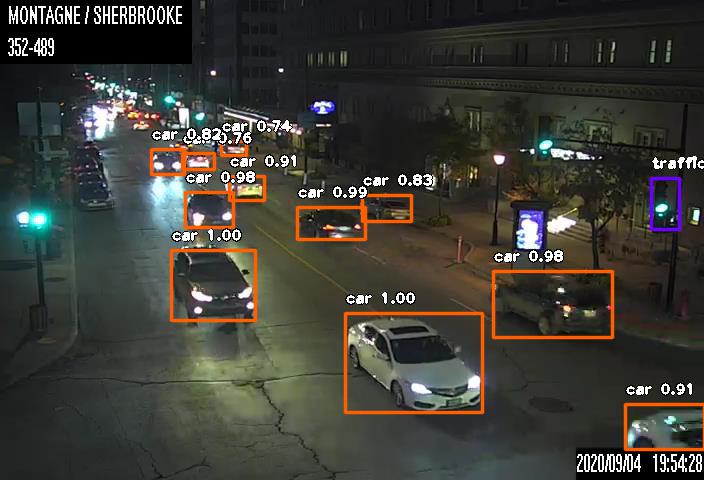 MONTAGNE / SHERBROOKE
352-489
car 0.82
car 0.74
car 0.76
traffic
car 0.91
car 0.98
car 0.83
car 0.99
car 1.00
car 0.98
car 1.00
car 0.91
2020/09/04 19:54:28